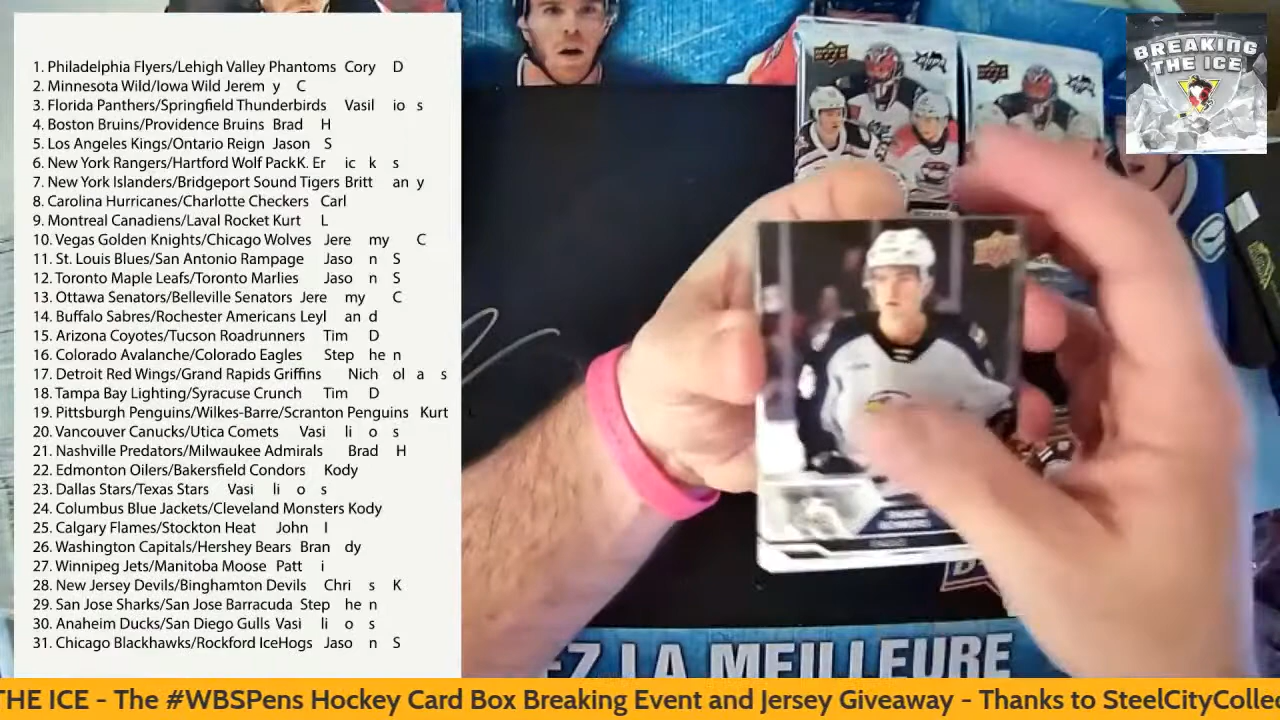 1. Philadelphia Flyers/Lehigh Valley Phantoms Cory D
2. Minnesota Wild/Iowa Wild Jerem y C
3. Florida Panthers/Springfield Thunderbirds Vasil io s
4. Boston Bruins/Providence Bruins Brad H
5. Los Angeles Kings/Ontario Reign Jason S
6. New York Rangers/Hartford Wolf PackK. Er ic k s
7. New York Islanders/Bridgeport Sound Tigers Britt an y
8. Carolina Hurricanes/Charlotte Checkers Carl
9. Montreal Canadiens/Laval Rocket Kurt L
10. Vegas Golden Knights/Chicago Wolves Jere my C
11. St. Louis Blues/San Antonio Rampage Jaso n S
12. Toronto Maple Leafs/Toronto Marlies Jaso n S
13. Ottawa Senators/Belleville Senators Jere my C
14. Buffalo Sabres/Rochester Americans Leyl an d
15. Arizona Coyotes/Tucson Roadrunners Tim D
16. Colorado Avalanche/Colorado Eagles Step he n
17. Detroit Red Wings/Grand Rapids Griffins Nich ol a s
18. Tampa Bay Lighting/Syracuse Crunch Tim D
19. Pittsburgh Penguins/Wilkes-Barre/Scranton Penguins Kurt L
20. Vancouver Canucks/Utica Comets Vasi li o s
21. Nashville Predators/Milwaukee Admirals Brad H
22. Edmonton Oilers/Bakersfield Condors Kody
23. Dallas Stars/Texas Stars Vasi li o s
24. Columbus Blue Jackets/Cleveland Monsters Kody
25. Calgary Flames/Stockton Heat John I
26. Washington Capitals/Hershey Bears Bran dy
27. Winnipeg Jets/Manitoba Moose Patt i
28. New Jersey Devils/Binghamton Devils Chri s K
29. San Jose Sharks/San Jose Barracuda Step he n
30. Anaheim Ducks/San Diego Gulls Vasi li o s
31. Chicago Blackhawks/Rockford IceHogs Jaso n S
BREAKING
THE ICE
EZ LA MEILLEURE
THE ICE - The #WBSPens Hockey Card Box Breaking Event and Jersey Giveaway - Thanks to SteelCityCollec